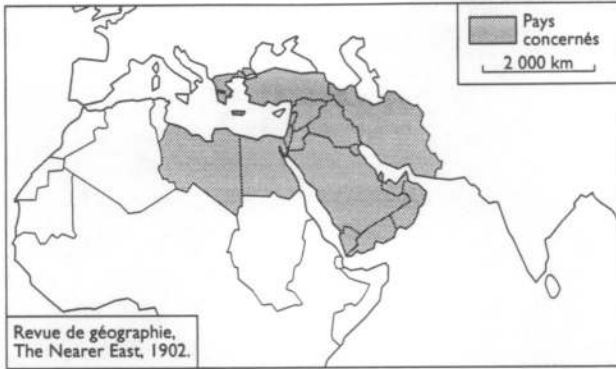 Pays
concernés
2 000 km
Revue de géographie,
The Nearer East, 1902.